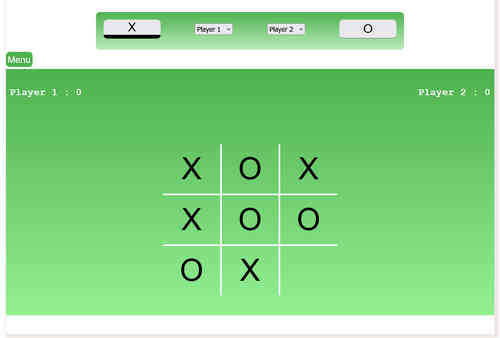 X Player 1 Player 2 O
Menu
Player 1 : 0 Player 2 : 0
X O X
X O O
O X